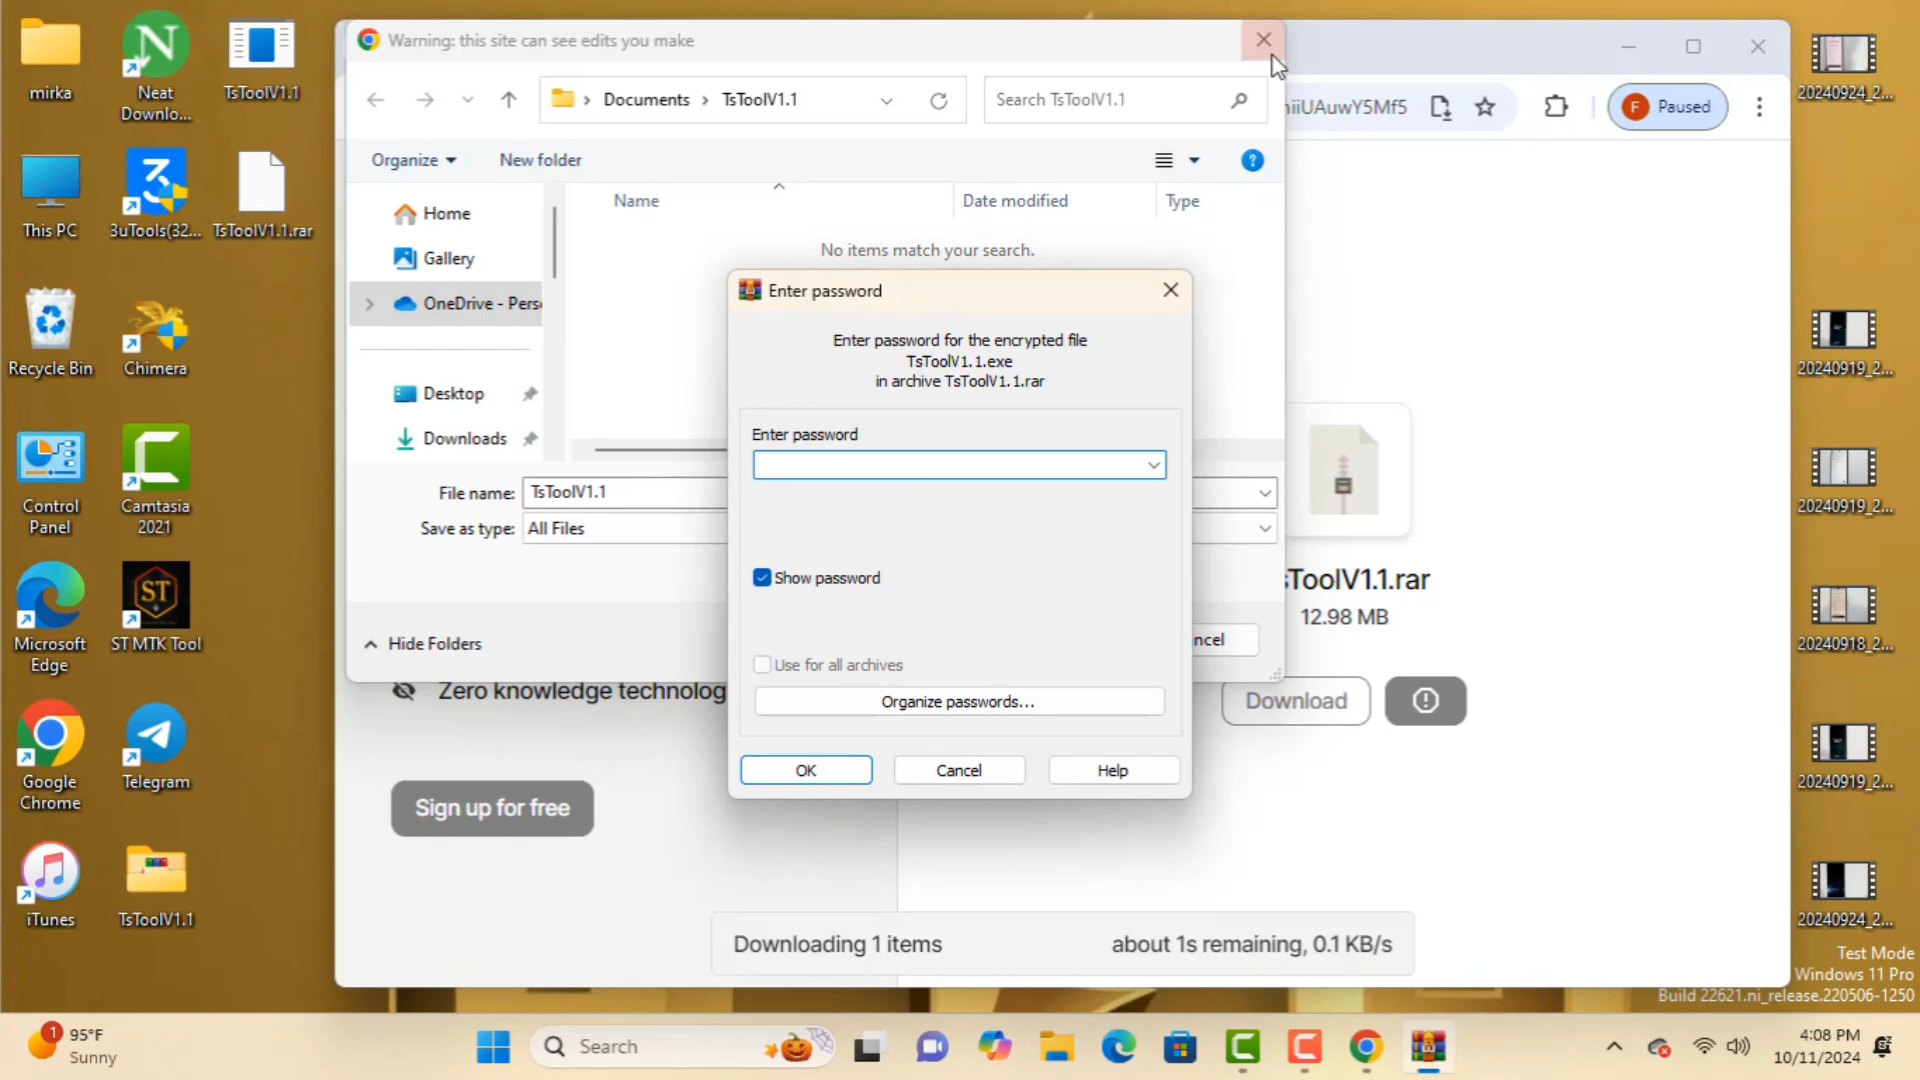 mirka
Neat
Downlo...
TsToolV1.1
This PC
3uTools(32...
TsToolV1.1.rar
Recycle Bin
Chimera
Control
Panel
Camtasia
2021
Microsoft
Edge
ST
ST MTK Tool
Google
Chrome
Telegram
iTunes
TsToolV1.1
Warning: this site can see edits you make
Documents
TsToolV1.1
Search TsToolV1.1
Organize
New folder
?
Name
Date modified
Type
Home
Gallery
OneDrive - Pers
No items match your search.
Desktop
Downloads
File name:
TsToolV1.1
Save as type:
All Files
Hide Folders
ncel
Enter password
Enter password for the encrypted file
TsToolV1.1.exe
in archive TsToolV1.1.rar
Enter password
Show password
Use for all archives
Organize passwords...
OK
Cancel
Help
niiUAuwY5Mf5
F
Paused
sToolV1.1.rar
12.98 MB
Download
Zero knowledge technolog
Sign up for free
Downloading 1 items
about 1s remaining, 0.1 KB/s
20240924_2...
20240919_2...
20240919_2...
20240918_2...
20240919_2...
20240924_2...
Test Mode
Windows 11 Pro
Build 22621.ni_release.220506-1250
1
95°F
Sunny
Search
4:08 PM
10/11/2024